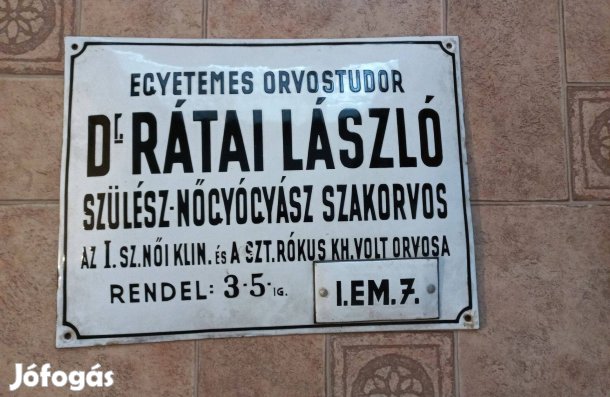 EGYETEMES ORVOSTUDOR
Dr. RÁTAI LÁSZLÓ
SZÜLÉSZ-NŐGYÓGYÁSZ SZAKORVOS
AZ I. SZ. NŐI KLIN. ÉS A SZT. RÓKUS KH. VOLT ORVOSA
RENDEL: 3-5-IG.
I. EM. 7.
Jófogás